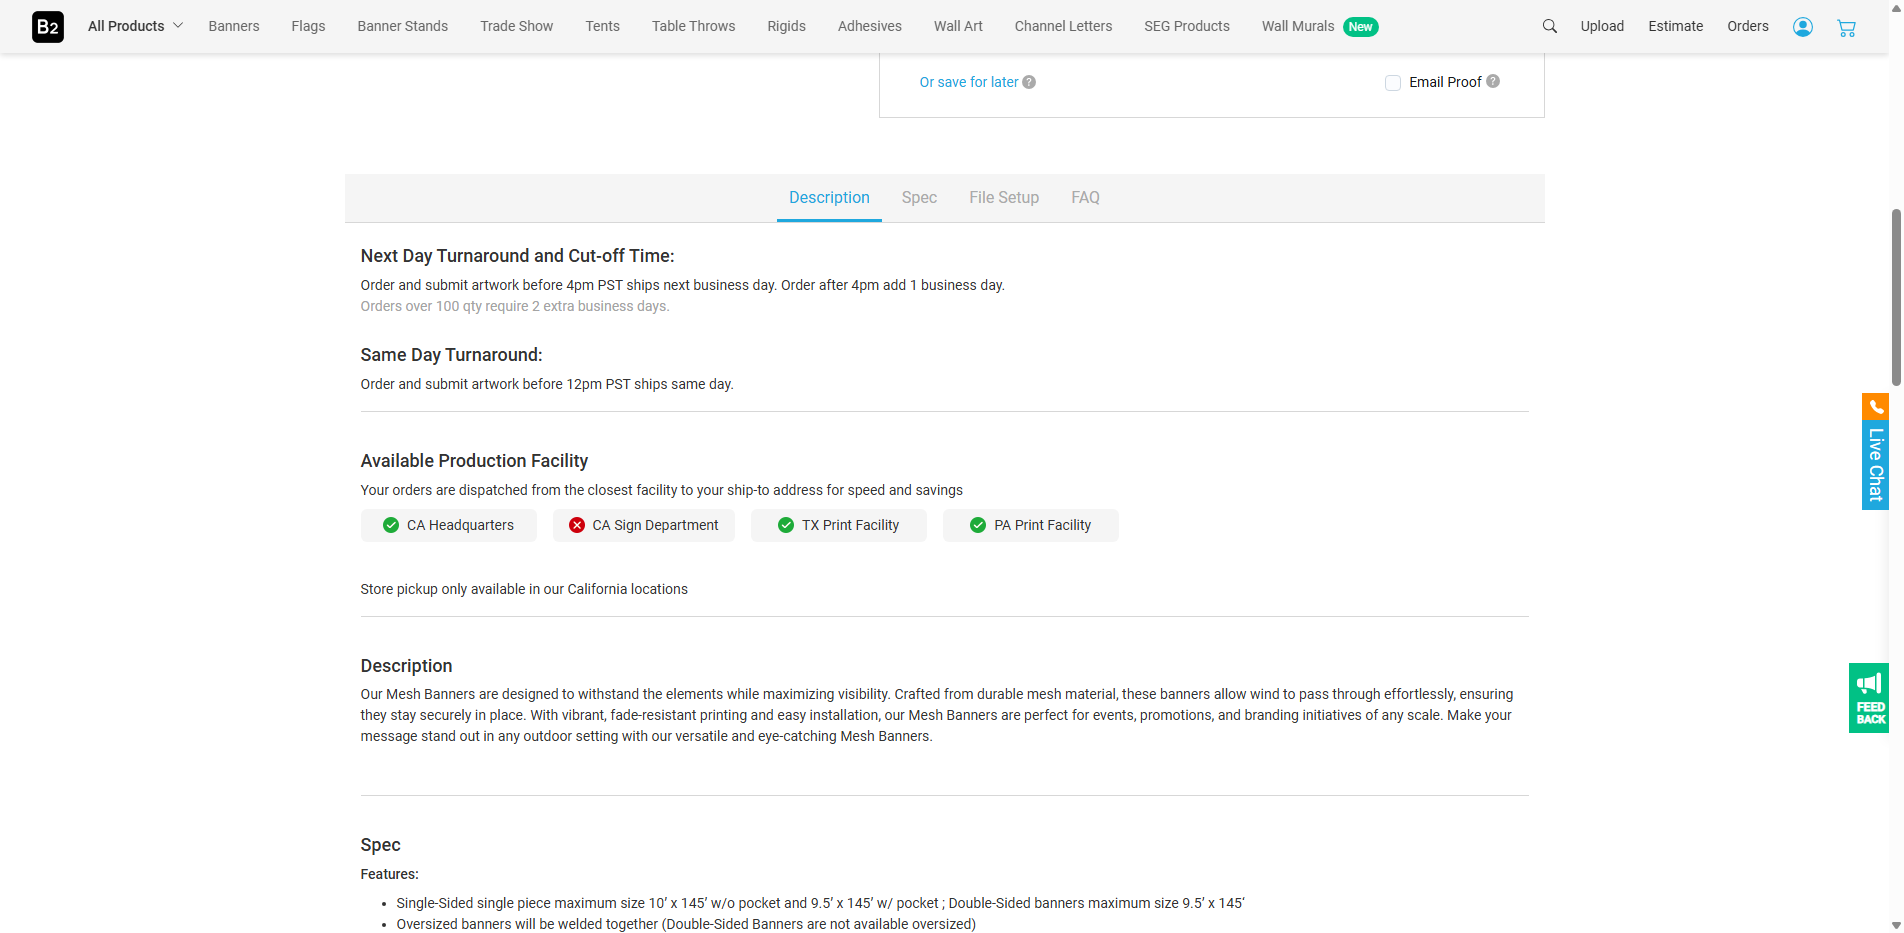 B2 All Products Banners Flags Banner Stands Trade Show Tents Table Throws Rigids Adhesives Wall Art Channel Letters SEG Products Wall Murals New Upload Estimate Orders
Or save for later ? Email Proof ?
Description Spec File Setup FAQ
Next Day Turnaround and Cut-off Time:
Order and submit artwork before 4pm PST ships next business day. Order after 4pm add 1 business day.
Orders over 100 qty require 2 extra business days.
Same Day Turnaround:
Order and submit artwork before 12pm PST ships same day.
Live Chat
Available Production Facility
Your orders are dispatched from the closest facility to your ship-to address for speed and savings
CA Headquarters CA Sign Department TX Print Facility PA Print Facility
Store pickup only available in our California locations
Description
Our Mesh Banners are designed to withstand the elements while maximizing visibility. Crafted from durable mesh material, these banners allow wind to pass through effortlessly, ensuring
they stay securely in place. With vibrant, fade-resistant printing and easy installation, our Mesh Banners are perfect for events, promotions, and branding initiatives of any scale. Make your
message stand out in any outdoor setting with our versatile and eye-catching Mesh Banners.
FEED
BACK
Spec
Features:
• Single-Sided single piece maximum size 10’ x 145’ w/o pocket and 9.5’ x 145’ w/ pocket ; Double-Sided banners maximum size 9.5’ x 145‘
• Oversized banners will be welded together (Double-Sided Banners are not available oversized)